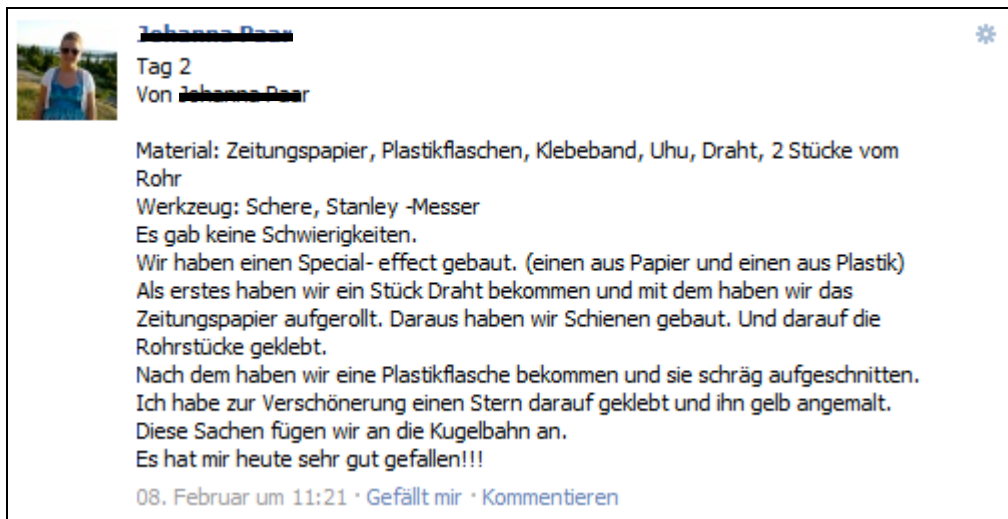 Tag 2
Von
Material: Zeitungspapier, Plastikflaschen, Klebeband, Uhu, Draht, 2 Stücke vom
Rohr
Werkzeug: Schere, Stanley -Messer
Es gab keine Schwierigkeiten.
Wir haben einen Special- effect gebaut. (einen aus Papier und einen aus Plastik)
Als erstes haben wir ein Stück Draht bekommen und mit dem haben wir das
Zeitungspapier aufgerollt. Daraus haben wir Schienen gebaut. Und darauf die
Rohrstücke geklebt.
Nach dem haben wir eine Plastikflasche bekommen und sie schräg aufgeschnitten.
Ich habe zur Verschönerung einen Stern darauf geklebt und ihn gelb angemalt.
Diese Sachen fügen wir an die Kugelbahn an.
Es hat mir heute sehr gut gefallen!!!
08. Februar um 11:21 · Gefällt mir · Kommentieren